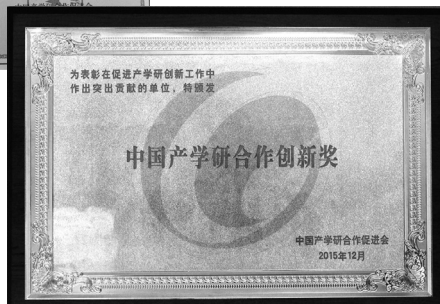 为表彰在促进产学研创新工作中
作出突出贡献的单位，特颁发
中国产学研合作创新奖
中国产学研合作促进会
2015年12月